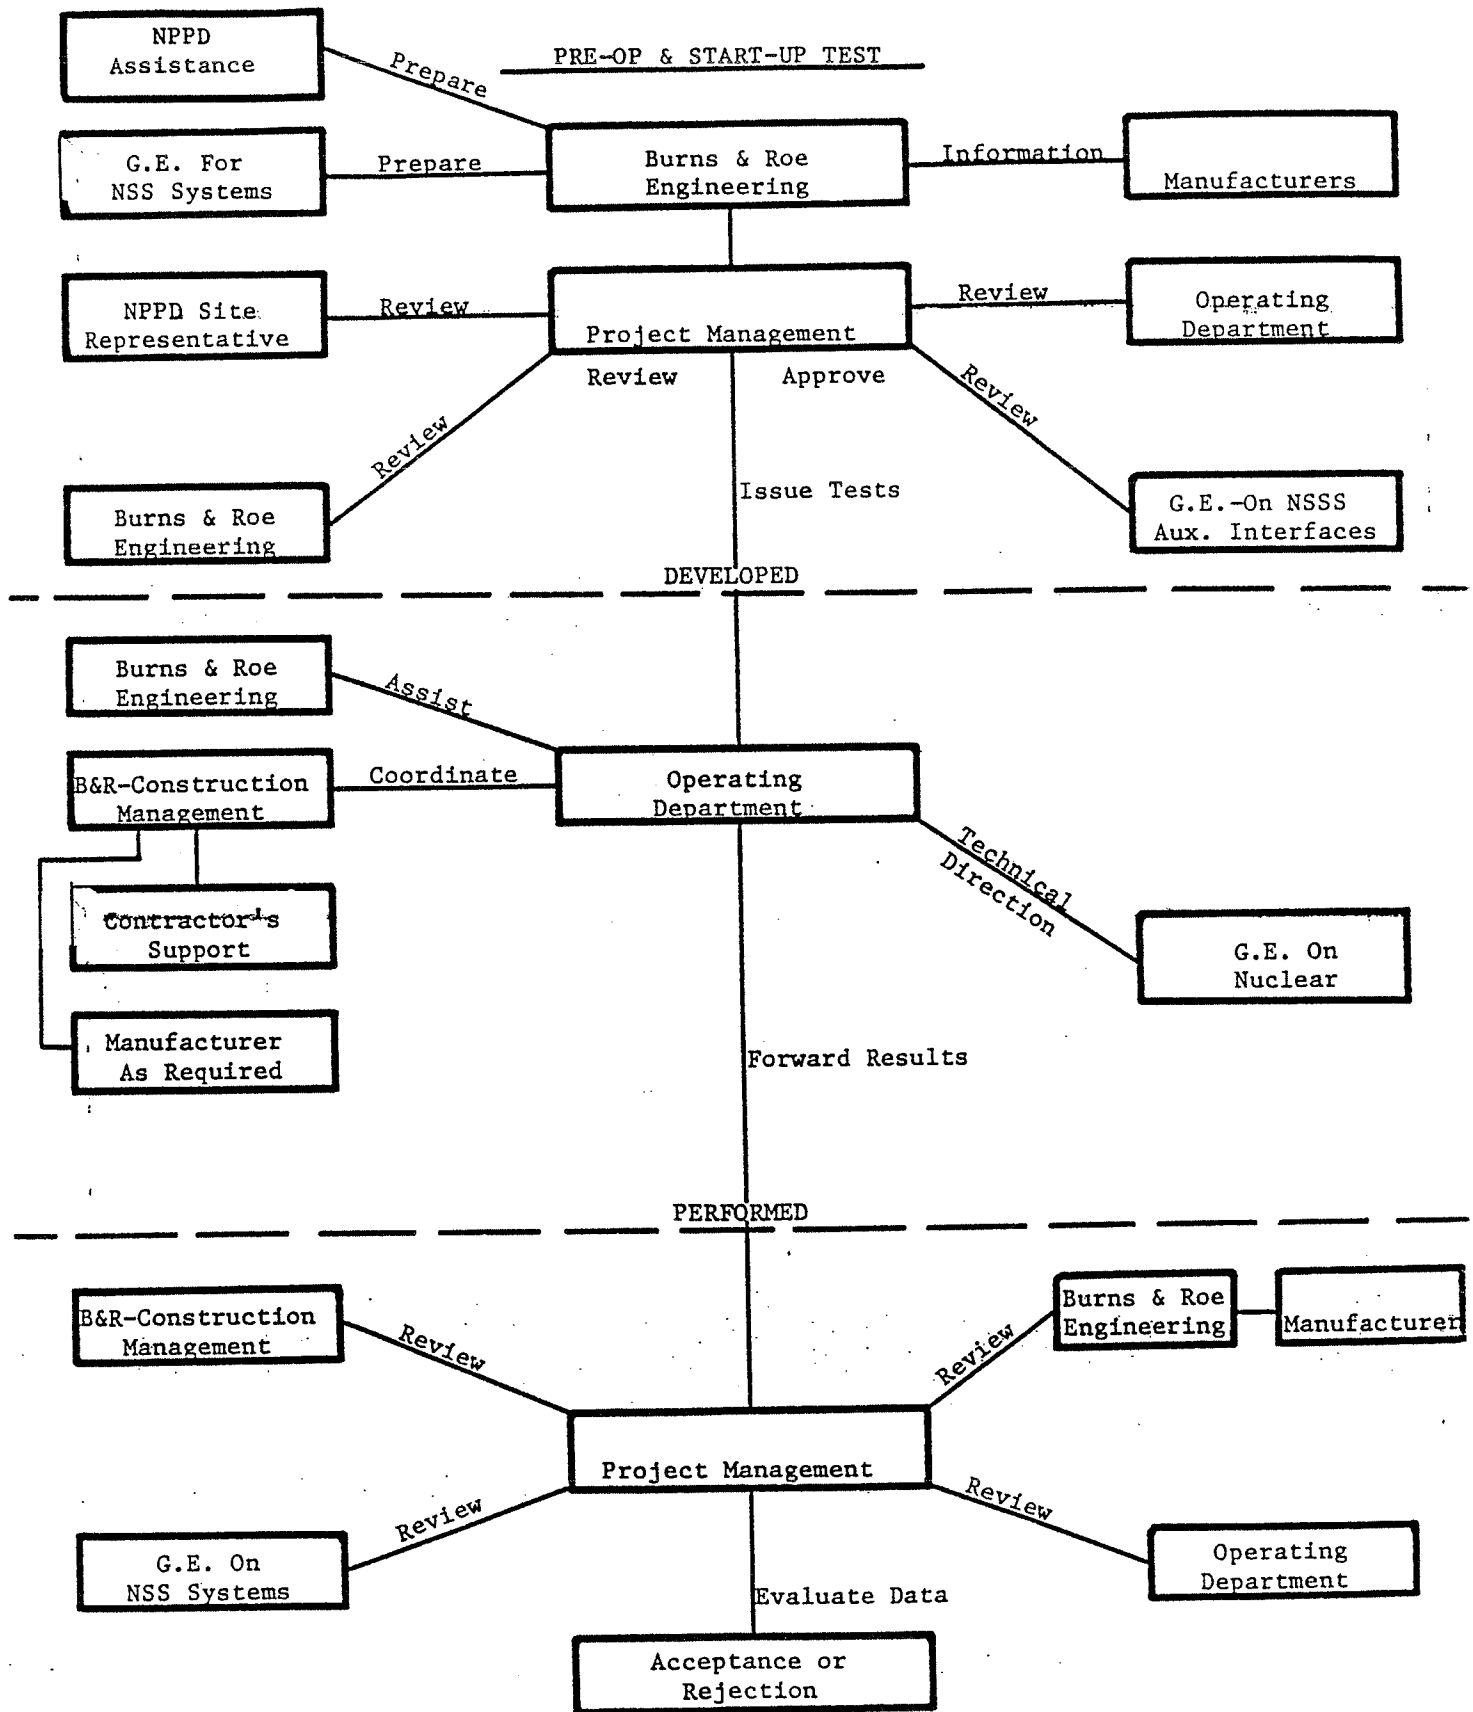 PRE-OP & START-UP TEST
NPPD
Assistance
Prepare
G.E. For
NSS Systems
Prepare
Burns & Roe
Engineering
Information
Manufacturers
NPPD Site
Representative
Review
Project Management
Review
Operating
Department
Review
Approve
Review
Review
Burns & Roe
Engineering
Issue Tests
G.E.-On NSSS
Aux. Interfaces
DEVELOPED
Burns & Roe
Engineering
Assist
B&R-Construction
Management
Coordinate
Operating
Department
Contractor's
Support
Technical
Direction
G.E. On
Nuclear
Manufacturer
As Required
Forward Results
PERFORMED
B&R-Construction
Management
Review
Review
Burns & Roe
Engineering
Manufacturer
Project Management
G.E. On
NSS Systems
Review
Review
Operating
Department
Evaluate Data
Acceptance or
Rejection